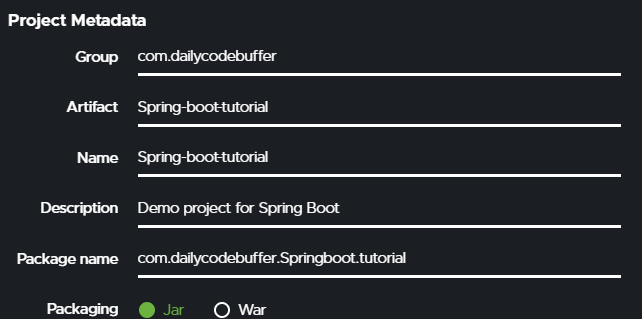 Project Metadata
Group com.dailycodebuffer
Artifact Spring-boot-tutorial
Name Spring-boot-tutorial
Description Demo project for Spring Boot
Package name com.dailycodebuffer.Springboot.tutorial
Packaging Jar War